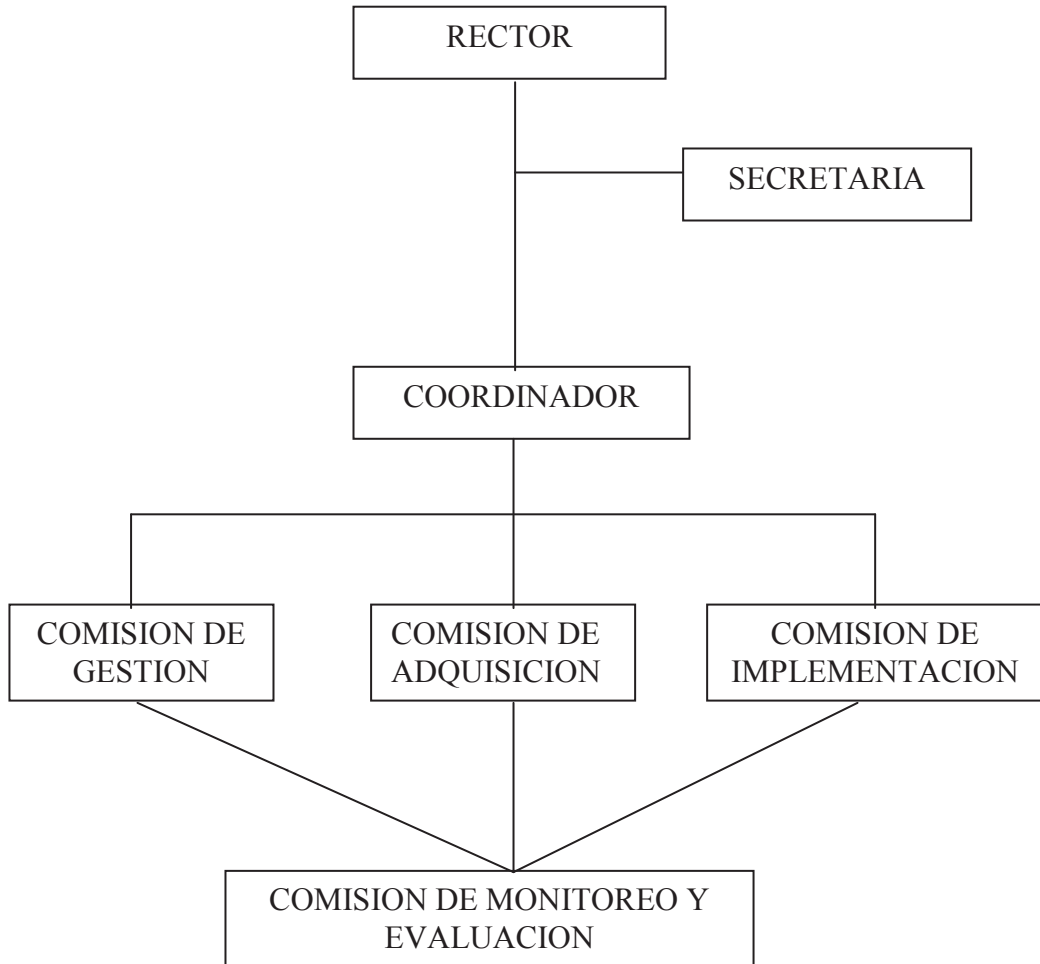 RECTOR
SECRETARIA
COORDINADOR
COMISION DE
GESTION
COMISION DE
ADQUISICION
COMISION DE
IMPLEMENTACION
COMISION DE MONITOREO Y
EVALUACION